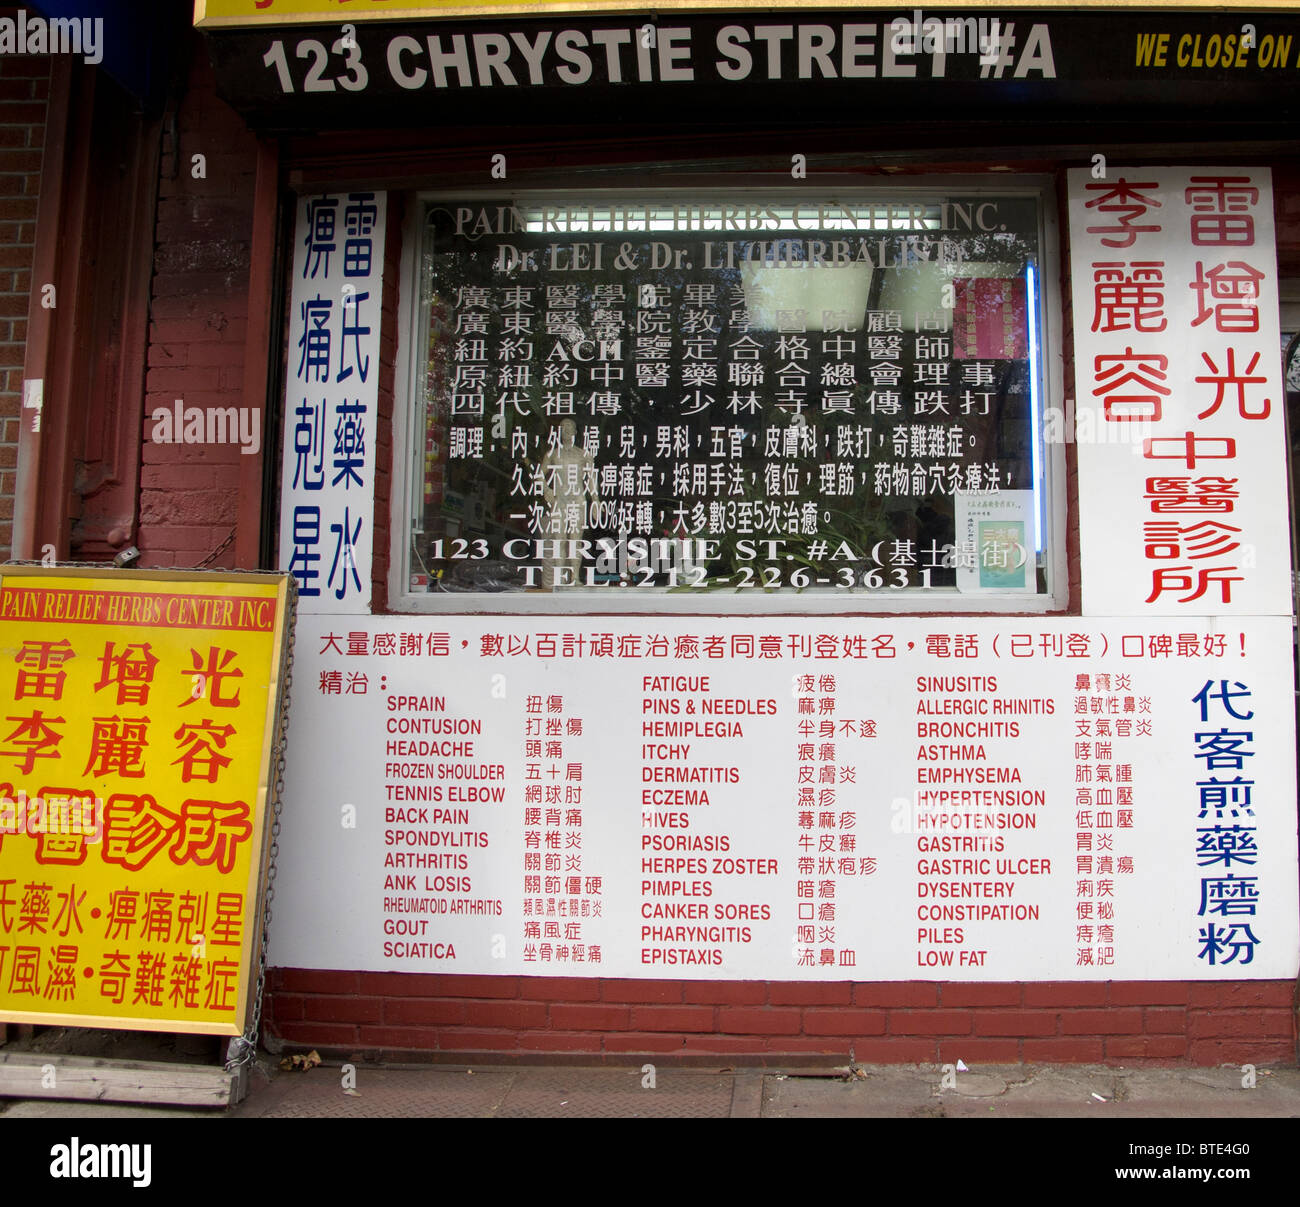 123 CHRYSTIE STREET #A
WE CLOSE ON
雷氏藥水
痹痛剋星
PAIN RELIEF HERBS CENTER INC.
Dr. LEI & Dr. LI (HERBALIST)
廣東醫學院畢業
廣東醫學院教學醫院顧問
紐約ACH鑒定合格中醫師
原紐約中醫藥聯合總會理事
四代祖傳，少林寺眞傳跌打
調理：內，外，婦，兒，男科，五官，皮膚科，跌打，奇難雜症。
久治不見效痹痛症，採用手法，復位，理筋，葯物俞穴灸療法，
一次治療100%好轉，大多數3至5次治癒。
123 CHRYSTIE ST. #A (基士提街)
TEL:212-226-3631
雷增光
李麗容
中醫診所
PAIN RELIEF HERBS CENTER INC.
雷增光
李麗容
中醫診所
氏藥水·痹痛剋星
打風濕·奇難雜症
大量感謝信，數以百計頑症治癒者同意刊登姓名，電話（已刊登）口碑最好！
精治：
SPRAIN 扭傷
CONTUSION 打挫傷
HEADACHE 頭痛
FROZEN SHOULDER 五十肩
TENNIS ELBOW 網球肘
BACK PAIN 腰背痛
SPONDYLITIS 脊椎炎
ARTHRITIS 關節炎
ANK LOSIS 關節僵硬
RHEUMATOID ARTHRITIS 類風濕性關節炎
GOUT 痛風症
SCIATICA 坐骨神經痛
FATIGUE 疲倦
PINS & NEEDLES 麻痹
HEMIPLEGIA 半身不遂
ITCHY 痕癢
DERMATITIS 皮膚炎
ECZEMA 濕疹
HIVES 蕁麻疹
PSORIASIS 牛皮癬
HERPES ZOSTER 帶狀疱疹
PIMPLES 暗瘡
CANKER SORES 口瘡
PHARYNGITIS 咽炎
EPISTAXIS 流鼻血
SINUSITIS 鼻竇炎
ALLERGIC RHINITIS 過敏性鼻炎
BRONCHITIS 支氣管炎
ASTHMA 哮喘
EMPHYSEMA 肺氣腫
HYPERTENSION 高血壓
HYPOTENSION 低血壓
GASTRITIS 胃炎
GASTRIC ULCER 胃潰瘍
DYSENTERY 痢疾
CONSTIPATION 便秘
PILES 痔瘡
LOW FAT 減肥
代客煎藥磨粉
alamy
Image ID: BTE4G0
www.alamy.com